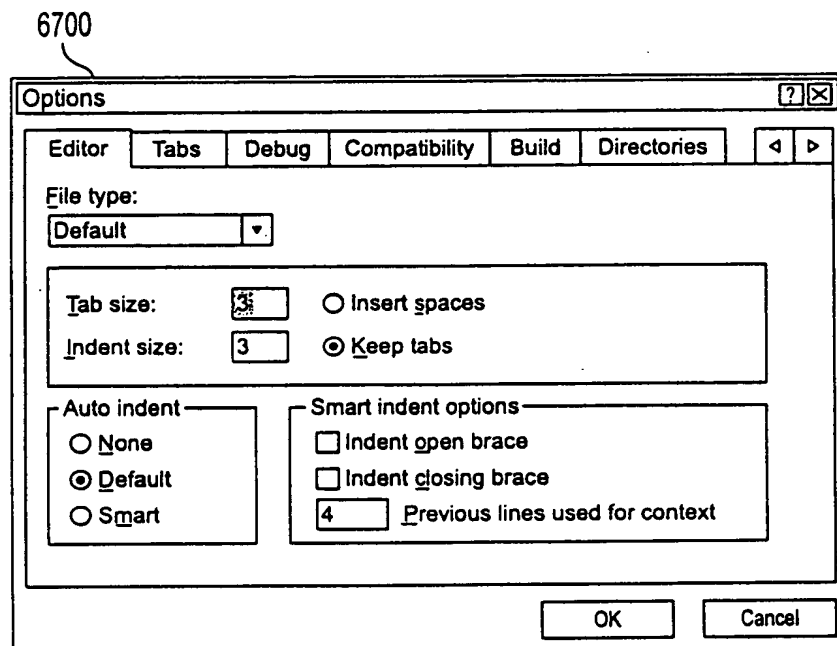 6700
Options
Editor Tabs Debug Compatibility Build Directories
File type:
Default
Tab size: 3 Insert spaces
Indent size: 3 Keep tabs
Auto indent Smart indent options
None Indent open brace
Default Indent closing brace
Smart 4 Previous lines used for context
OK Cancel